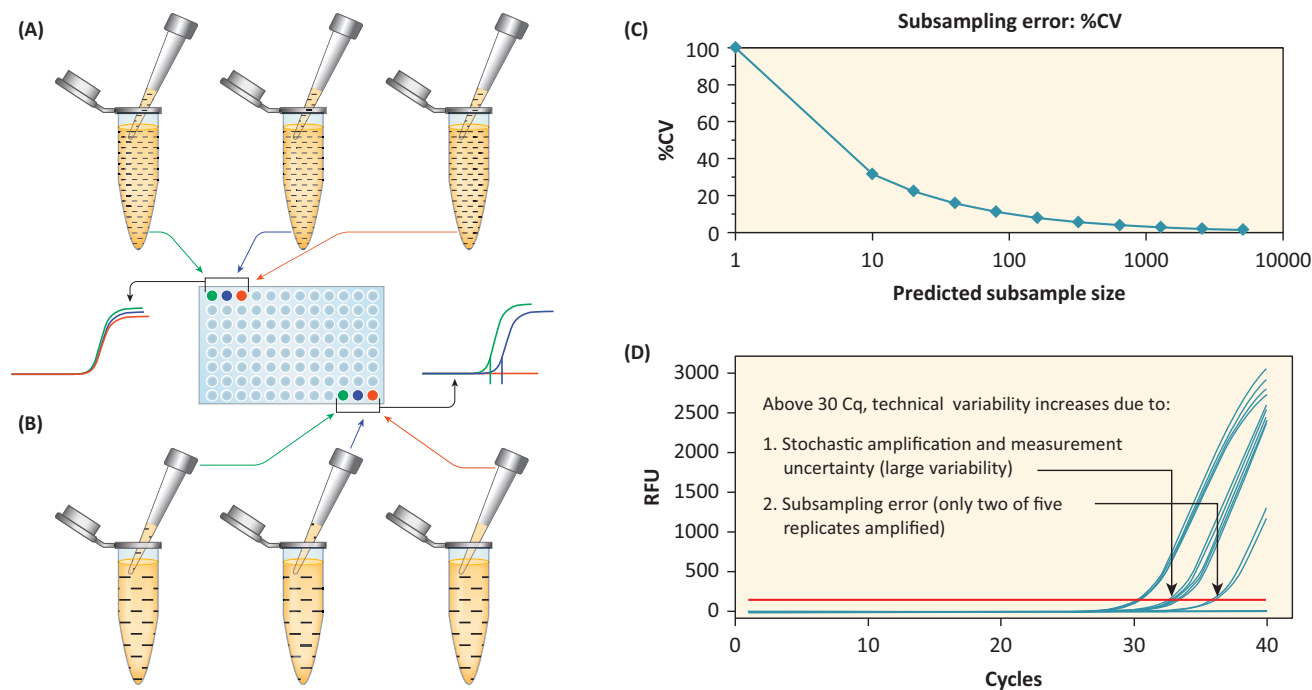 (A)
(B)
(C)
Subsampling error: %CV
100
80
60
40
20
0
%CV
1
10
100
1000
10000
Predicted subsample size
(D)
3000
2500
2000
1500
1000
500
0
RFU
Above 30 Cq, technical variability increases due to:
1. Stochastic amplification and measurement
uncertainty (large variability)
2. Subsampling error (only two of five
replicates amplified)
0
10
20
30
40
Cycles